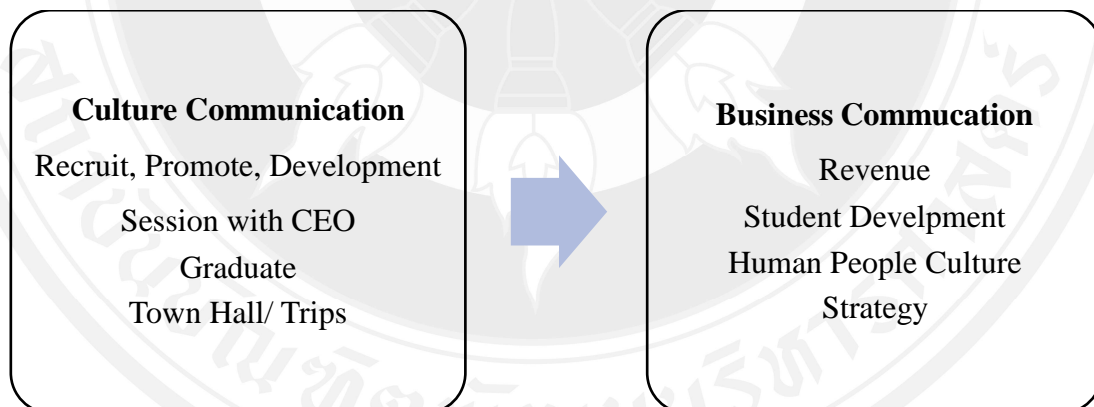 Culture Communication
Recruit, Promote, Development
Session with CEO
Graduate
Town Hall/ Trips
Business Commucation
Revenue
Student Develpment
Human People Culture
Strategy